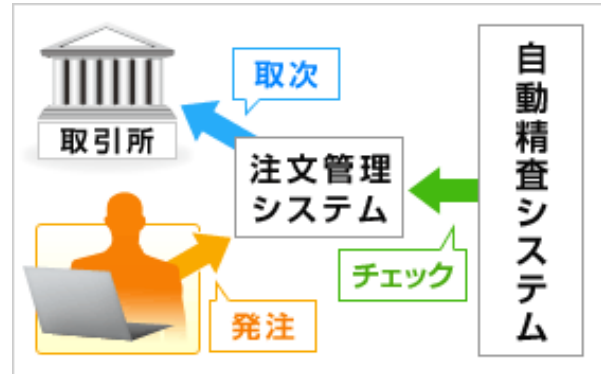 取次
取引所
注文管理
システム
自動精査システム
チェック
発注